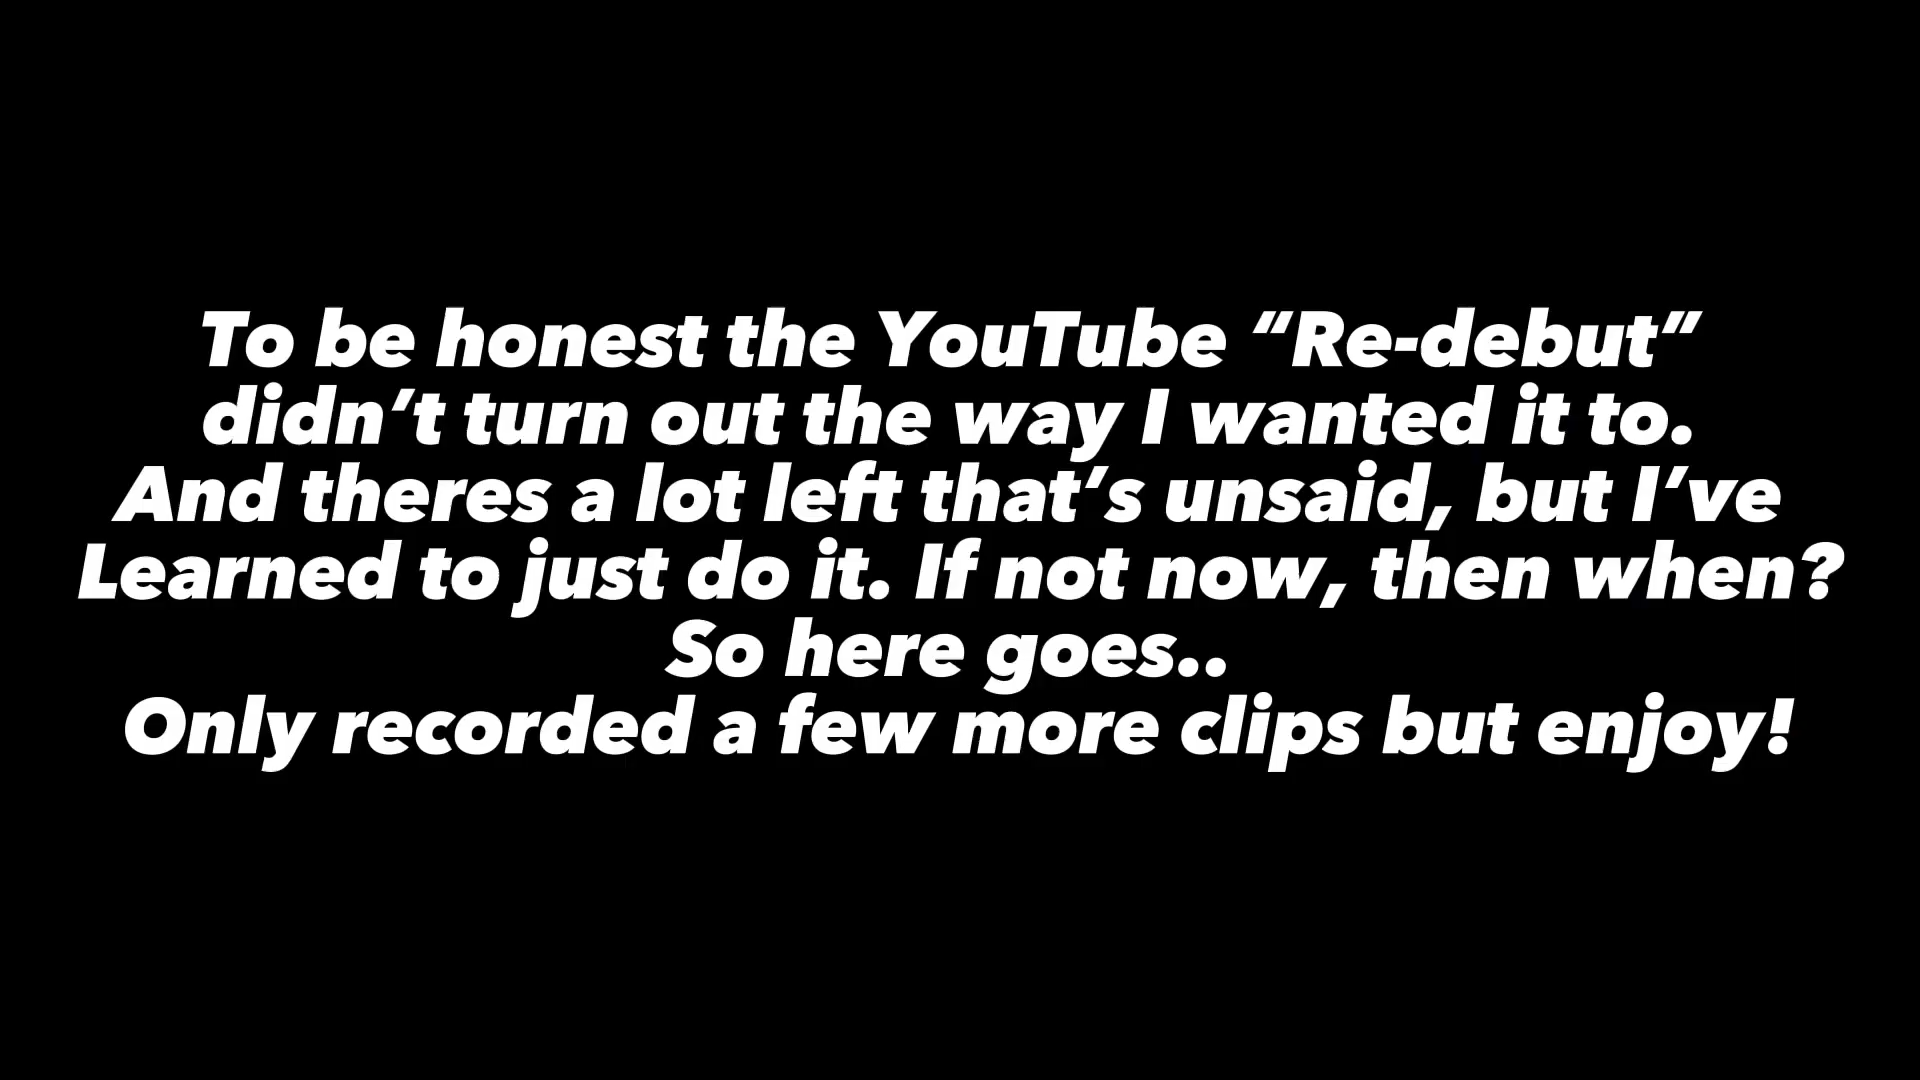 To be honest the YouTube “Re-debut”
didn’t turn out the way I wanted it to.
And theres a lot left that’s unsaid, but I’ve
Learned to just do it. If not now, then when?
So here goes..
Only recorded a few more clips but enjoy!